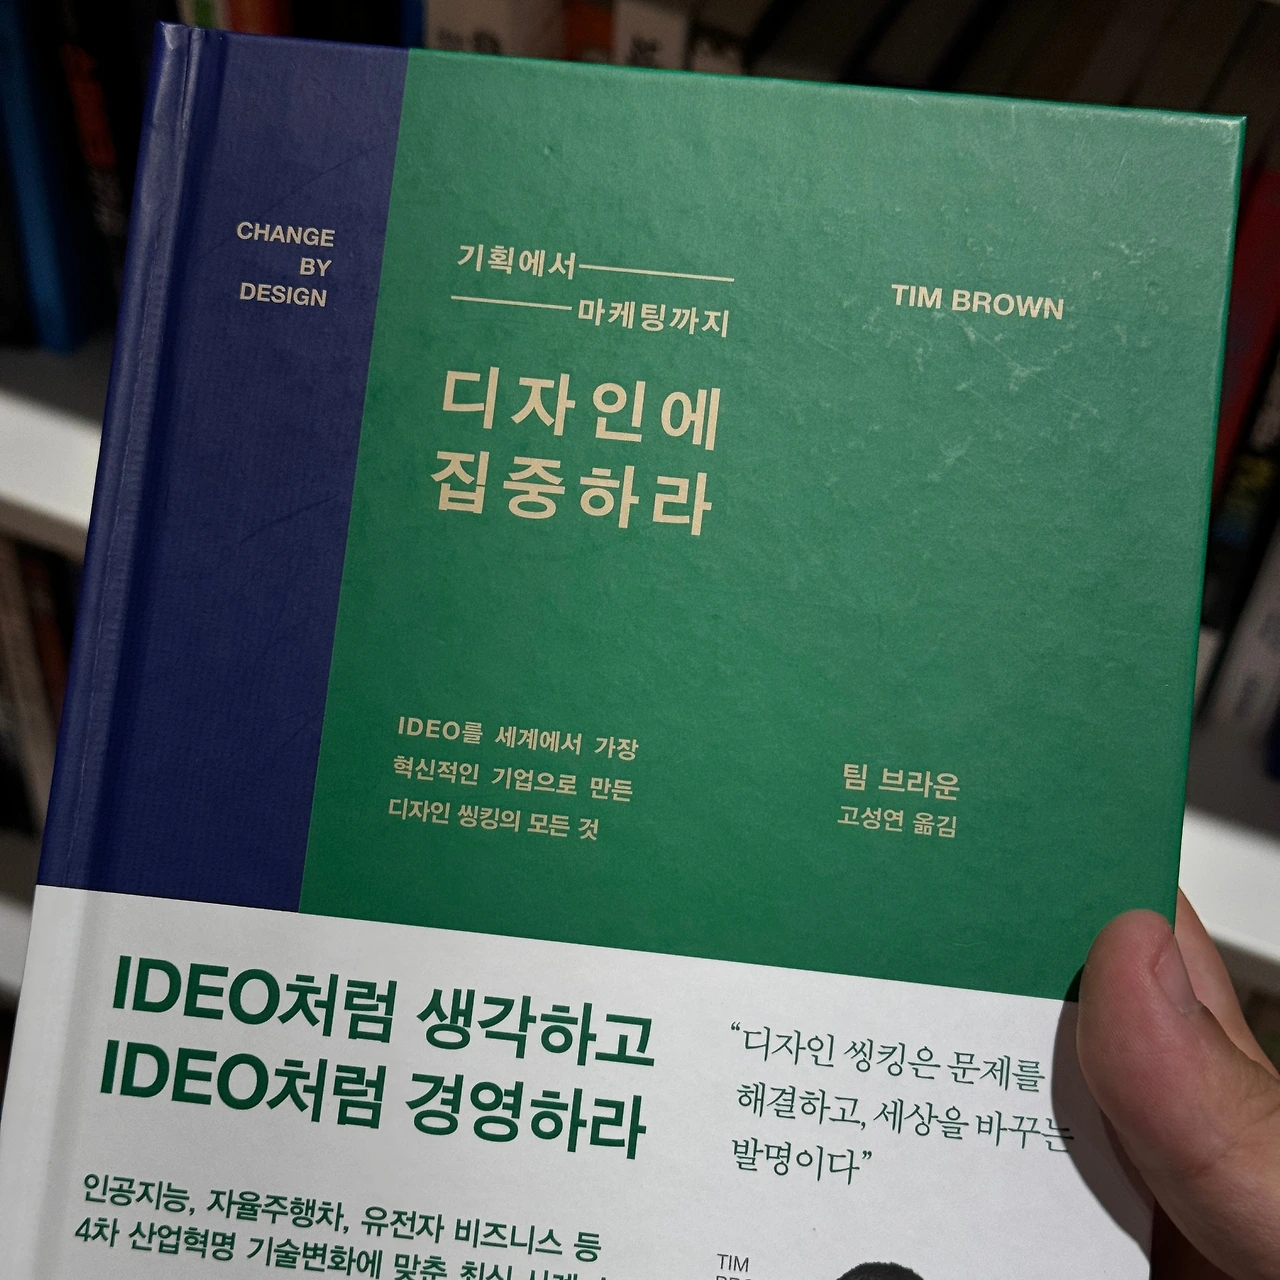 CHANGE
BY
DESIGN
기획에서
마케팅까지
TIM BROWN
디자인에
집중하라
IDEO를 세계에서 가장
혁신적인 기업으로 만든
디자인 씽킹의 모든 것
팀 브라운
고성연 옮김
IDEO처럼 생각하고
IDEO처럼 경영하라
“디자인 씽킹은 문제를
해결하고, 세상을 바꾸는
발명이다”
인공지능, 자율주행차, 유전자 비즈니스 등
4차 산업혁명 기술변화에 맞춘 최신
TIM